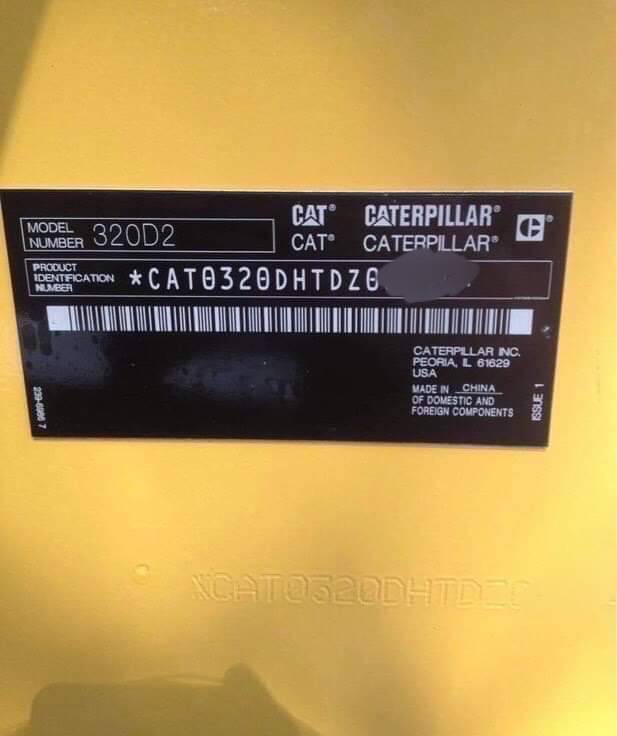 CAT® CATERPILLAR®
MODEL NUMBER 320D2
CAT® CATERPILLAR®
PRODUCT IDENTIFICATION NUMBER *CAT0320DHTDZ0
CATERPILLAR INC.
PEORIA, IL 61629
USA
MADE IN CHINA
OF DOMESTIC AND
FOREIGN COMPONENTS
ISSUE 1
*CAT0320DHTDZ